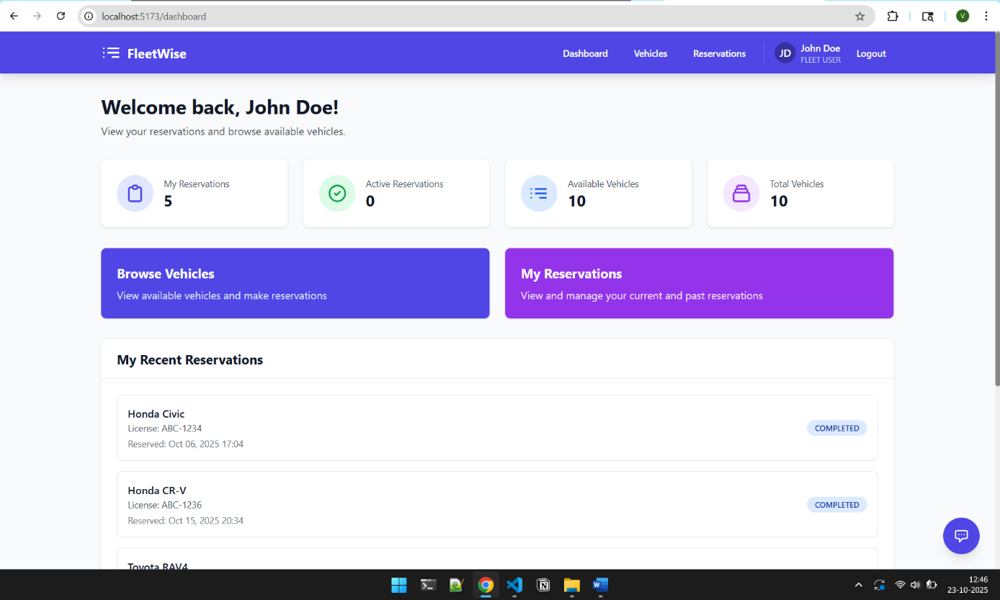 localhost:5173/dashboard
V
FleetWise
Dashboard
Vehicles
Reservations
JD
John Doe
FLEET USER
Logout
Welcome back, John Doe!
View your reservations and browse available vehicles.
My Reservations
5
Active Reservations
0
Available Vehicles
10
Total Vehicles
10
Browse Vehicles
View available vehicles and make reservations
My Reservations
View and manage your current and past reservations
My Recent Reservations
Honda Civic
License: ABC-1234
Reserved: Oct 06, 2025 17:04
COMPLETED
Honda CR-V
License: ABC-1236
Reserved: Oct 15, 2025 20:34
COMPLETED
Toyota RAV4
12:46
23-10-2025